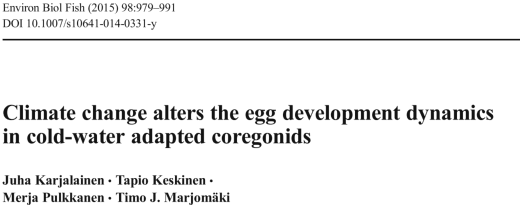 Environ Biol Fish (2015) 98:979–991
DOI 10.1007/s10641-014-0331-y
Climate change alters the egg development dynamics
in cold-water adapted coregonids
Juha Karjalainen · Tapio Keskinen ·
Merja Pulkkanen · Timo J. Marjomäki